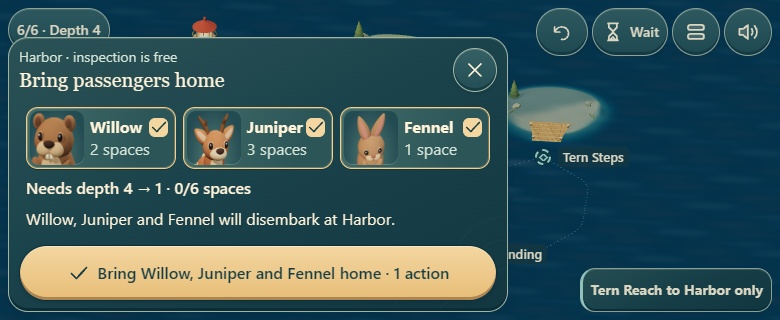 6/6 · Depth 4
Wait
Harbor · inspection is free
Bring passengers home
Willow
2 spaces
Juniper
3 spaces
Fennel
1 space
Needs depth 4 → 1 · 0/6 spaces
Willow, Juniper and Fennel will disembark at Harbor.
Bring Willow, Juniper and Fennel home · 1 action
Tern Steps
nding
Tern Reach to Harbor only